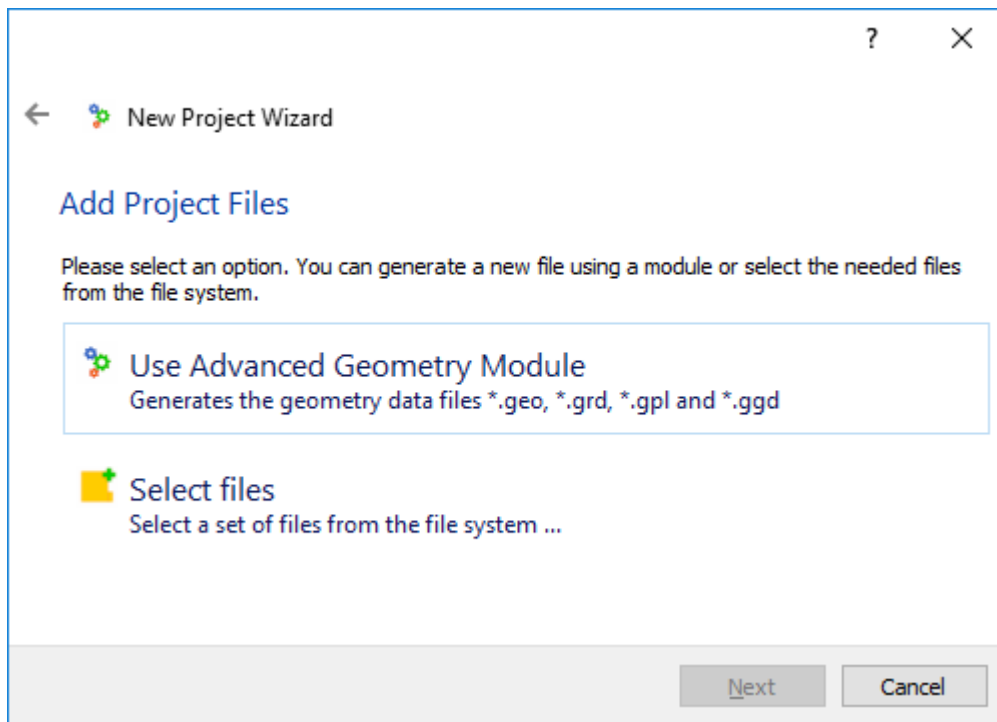 ?
New Project Wizard
Add Project Files
Please select an option. You can generate a new file using a module or select the needed files
from the file system.
Use Advanced Geometry Module
Generates the geometry data files *.geo, *.grd, *.gpl and *.ggd
Select files
Select a set of files from the file system ...
Next
Cancel